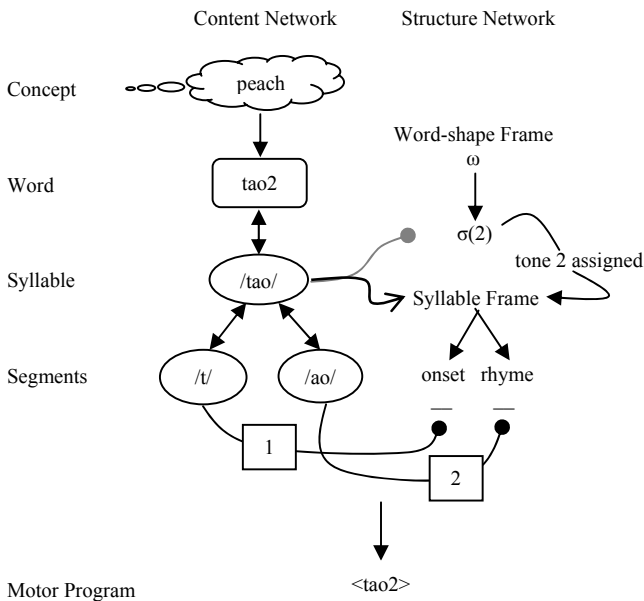 Content Network
Structure Network
Concept
peach
Word-shape Frame
ω
Word
tao2
σ(2)
tone 2 assigned
Syllable
/tao/
Syllable Frame
Segments
/t/
/ao/
onset
rhyme
1
2
Motor Program
<tao2>